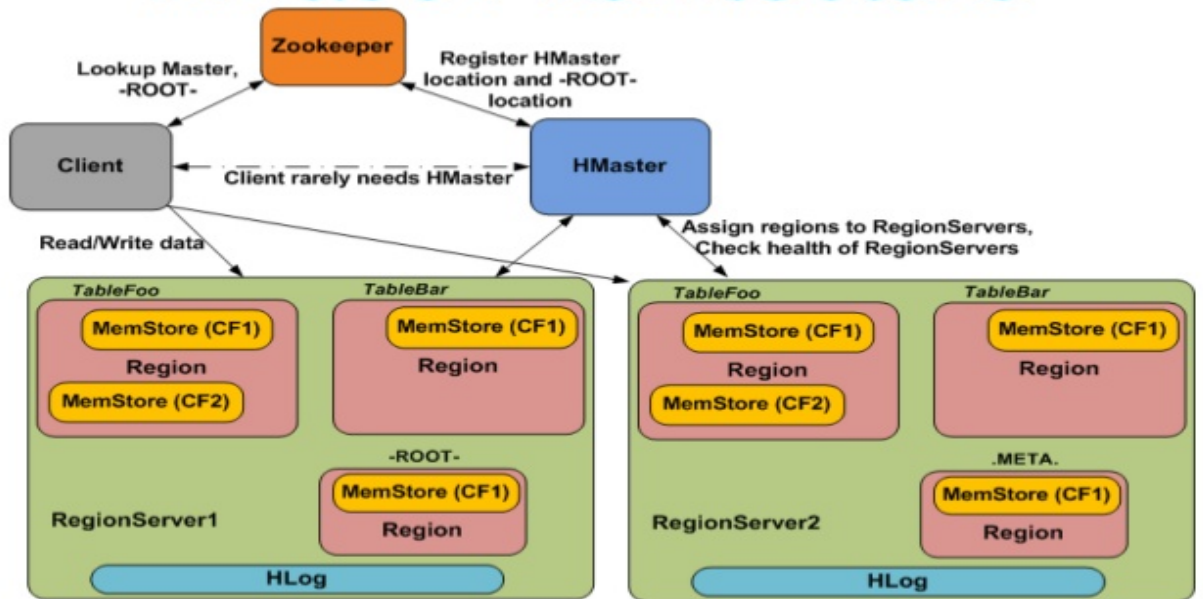 Zookeeper
Lookup Master,
-ROOT-
Register HMaster
location and -ROOT-
location
Client
Client rarely needs HMaster
HMaster
Read/Write data
Assign regions to RegionServers,
Check health of RegionServers
TableFoo
TableBar
MemStore (CF1)
MemStore (CF1)
Region
Region
MemStore (CF2)
-ROOT-
MemStore (CF1)
Region
RegionServer1
HLog
TableFoo
TableBar
MemStore (CF1)
MemStore (CF1)
Region
Region
MemStore (CF2)
.META.
MemStore (CF1)
Region
RegionServer2
HLog